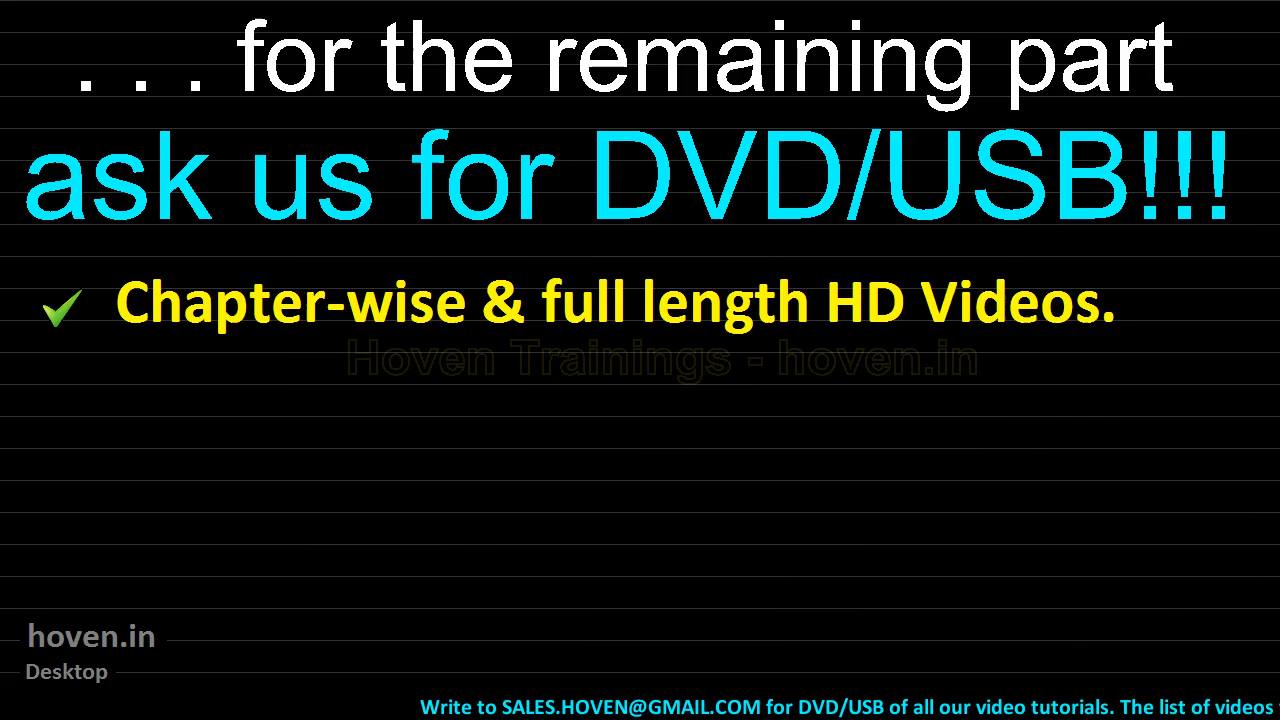 . . . for the remaining part
ask us for DVD/USB!!!
Chapter-wise & full length HD Videos.
Hoven Trainings - hoven.in
hoven.in
Desktop
Write to SALES.HOVEN@GMAIL.COM for DVD/USB of all our video tutorials. The list of videos